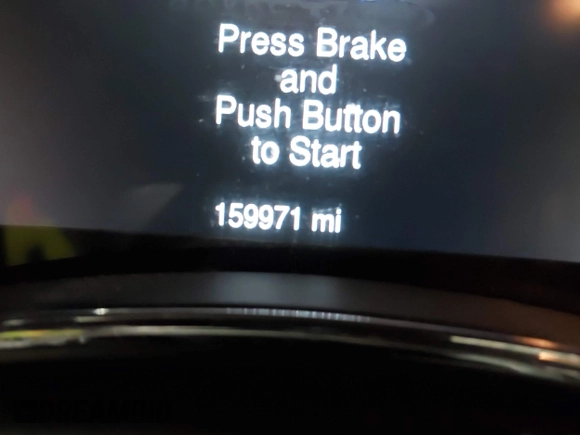 Press Brake
and
Push Button
to Start
159971 mi